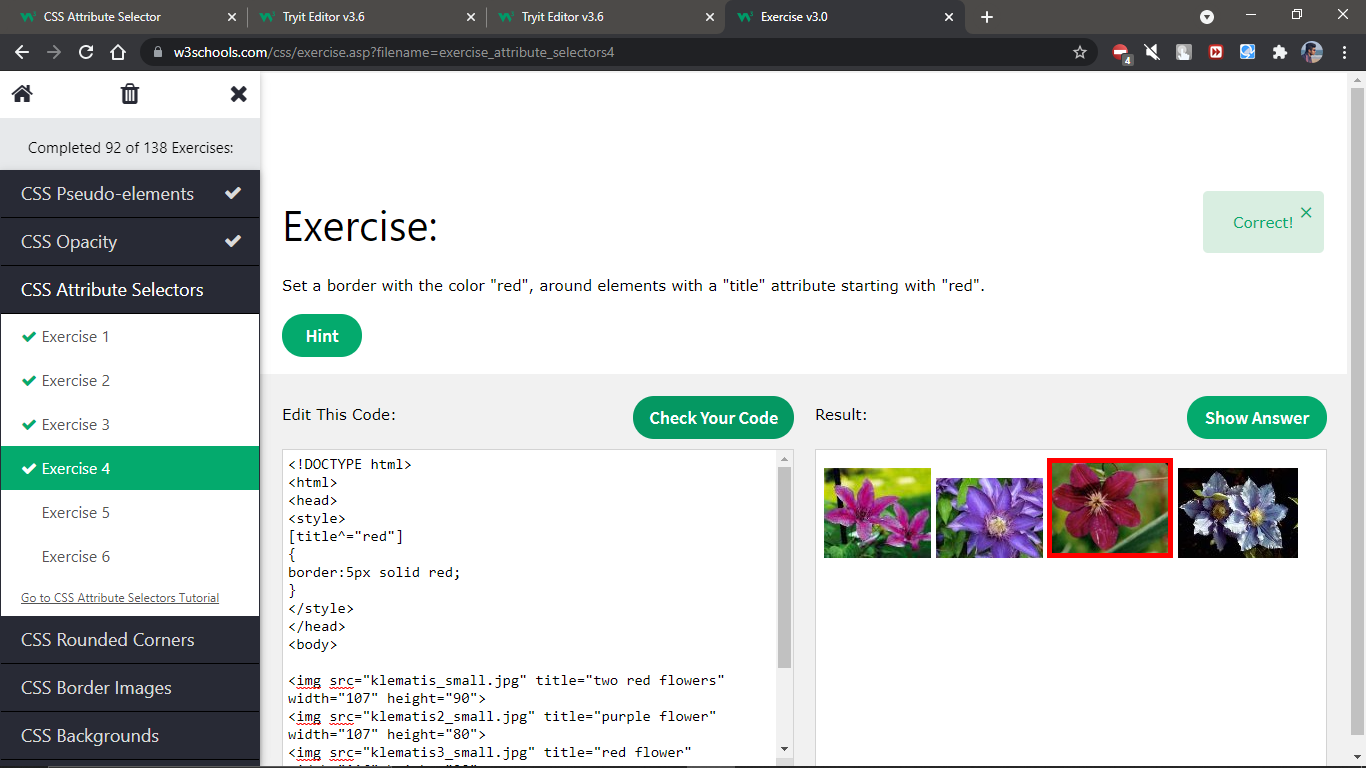 CSS Attribute Selector
Tryit Editor v3.6
Tryit Editor v3.6
Exercise v3.0
w3schools.com/css/exercise.asp?filename=exercise_attribute_selectors4
4
Completed 92 of 138 Exercises:
CSS Pseudo-elements
CSS Opacity
CSS Attribute Selectors
Exercise 1
Exercise 2
Exercise 3
Exercise 4
Exercise 5
Exercise 6
Go to CSS Attribute Selectors Tutorial
CSS Rounded Corners
CSS Border Images
CSS Backgrounds
Exercise:
Correct!
Set a border with the color "red", around elements with a "title" attribute starting with "red".
Hint
Edit This Code:
Check Your Code
Result:
Show Answer
<!DOCTYPE html>
<html>
<head>
<style>
[title^="red"]
{
border:5px solid red;
}
</style>
</head>
<body>
<img src="klematis_small.jpg" title="two red flowers"
width="107" height="90">
<img src="klematis2_small.jpg" title="purple flower"
width="107" height="80">
<img src="klematis3_small.jpg" title="red flower"